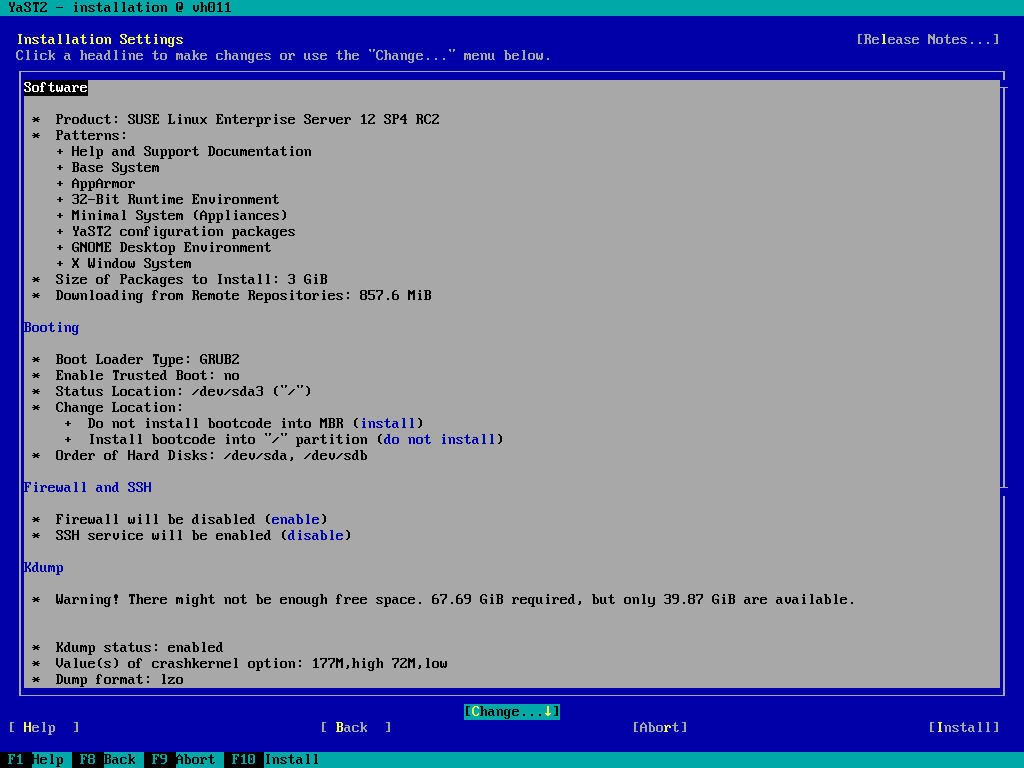 YaST2 - installation @ vh011
Installation Settings [Release Notes...]
Click a headline to make changes or use the "Change..." menu below.
Software
* Product: SUSE Linux Enterprise Server 12 SP4 RC2
* Patterns:
+ Help and Support Documentation
+ Base System
+ AppArmor
+ 32-Bit Runtime Environment
+ Minimal System (Appliances)
+ YaST2 configuration packages
+ GNOME Desktop Environment
+ X Window System
* Size of Packages to Install: 3 GiB
* Downloading from Remote Repositories: 857.6 MiB
Booting
* Boot Loader Type: GRUB2
* Enable Trusted Boot: no
* Status Location: /dev/sda3 ("/")
* Change Location:
+ Do not install bootcode into MBR (install)
+ Install bootcode into "/" partition (do not install)
* Order of Hard Disks: /dev/sda, /dev/sdb
Firewall and SSH
* Firewall will be disabled (enable)
* SSH service will be enabled (disable)
Kdump
* Warning! There might not be enough free space. 67.69 GiB required, but only 39.87 GiB are available.
* Kdump status: enabled
* Value(s) of crashkernel option: 177M,high 72M,low
* Dump format: lzo
[Change...↓]
[ Help ] [ Back ] [Abort] [Install]
F1 Help F8 Back F9 Abort F10 Install